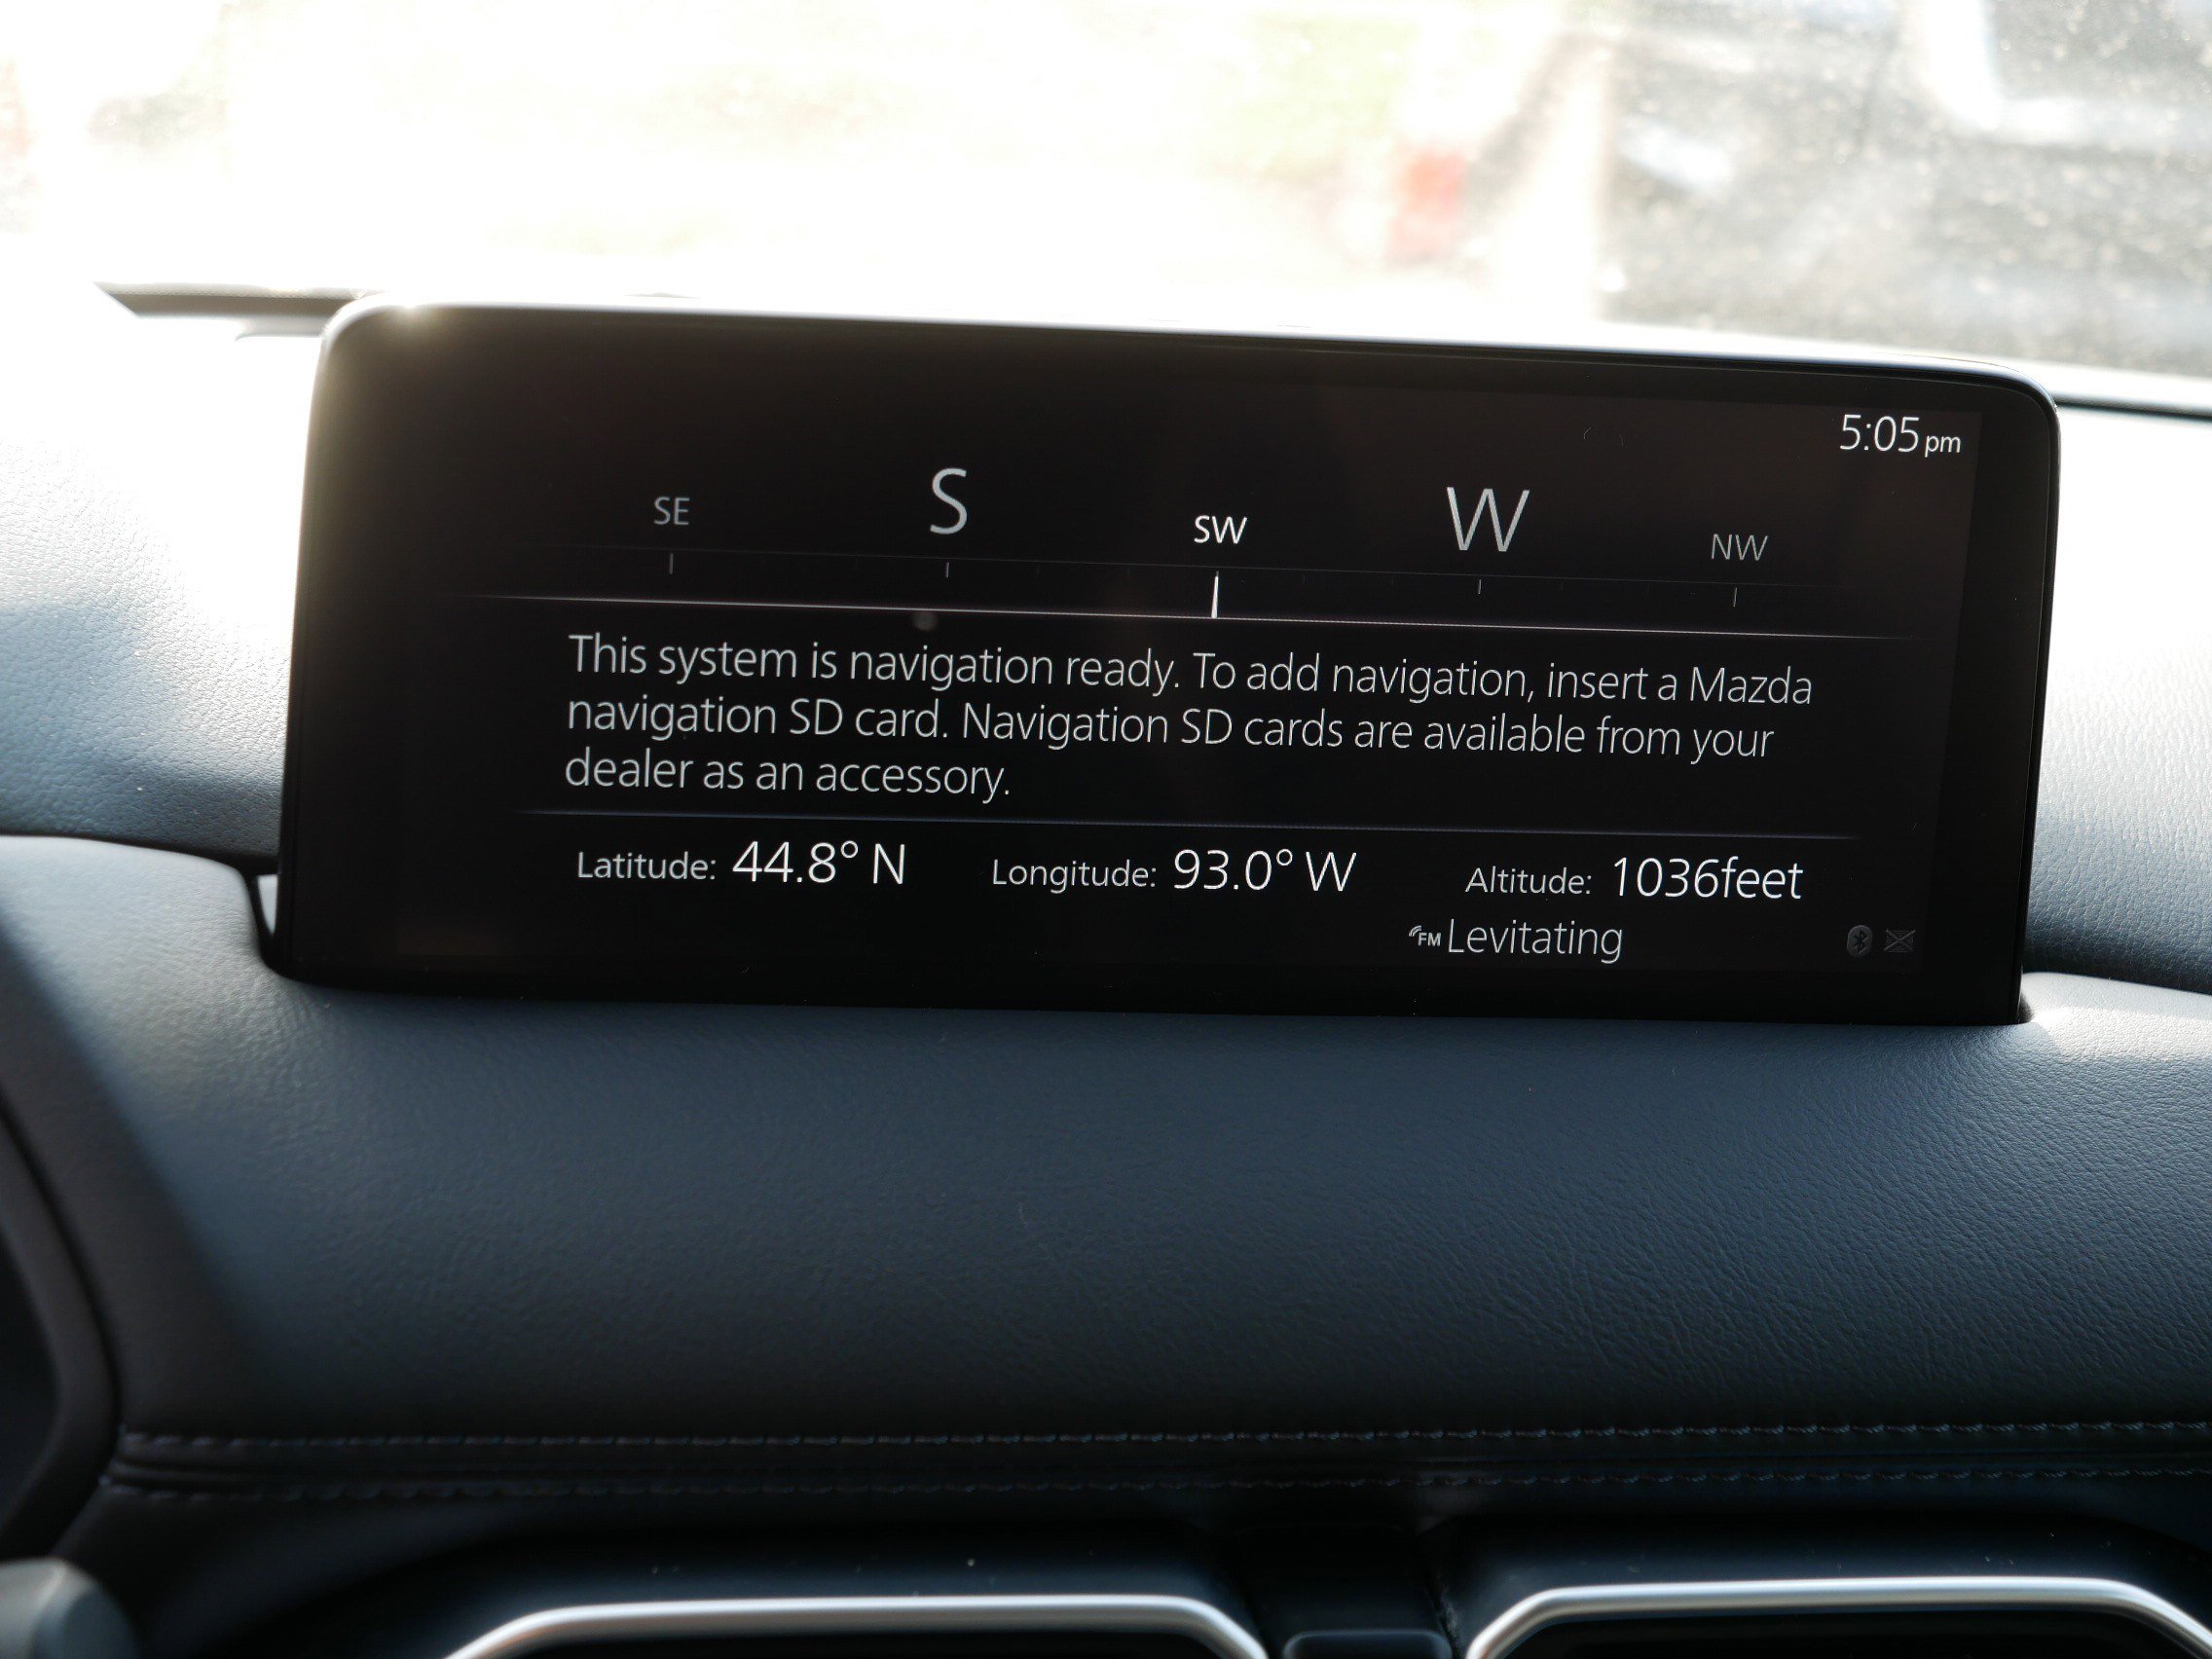 5:05 pm
SE S SW W NW
This system is navigation ready. To add navigation, insert a Mazda
navigation SD card. Navigation SD cards are available from your
dealer as an accessory.
Latitude: 44.8° N Longitude: 93.0° W Altitude: 1036feet
FM Levitating